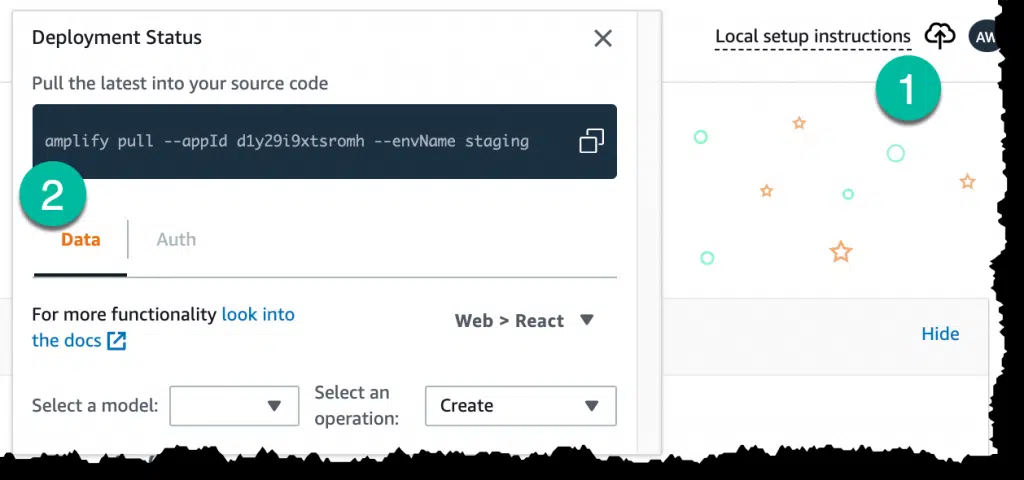 Deployment Status
Local setup instructions
AW
1
Pull the latest into your source code
amplify pull --appId d1y29i9xtsromh --envName staging
2
Data
Auth
For more functionality look into
the docs
Web > React
Hide
Select a model:
Select an
operation:
Create